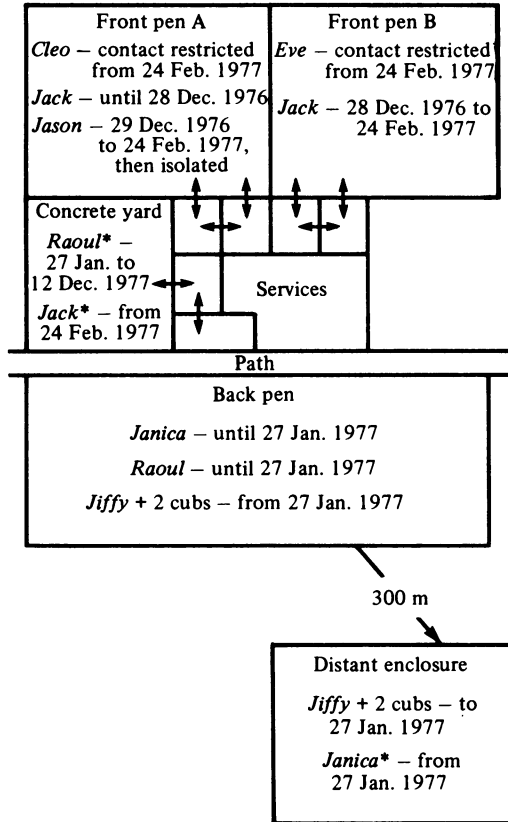 Front pen A
Cleo – contact restricted
from 24 Feb. 1977
Jack – until 28 Dec. 1976
Jason – 29 Dec. 1976
to 24 Feb. 1977,
then isolated
Front pen B
Eve – contact restricted
from 24 Feb. 1977
Jack – 28 Dec. 1976 to
24 Feb. 1977
Concrete yard
Raoul* –
27 Jan. to
12 Dec. 1977
Jack* – from
24 Feb. 1977
Services
Path
Back pen
Janica – until 27 Jan. 1977
Raoul – until 27 Jan. 1977
Jiffy + 2 cubs – from 27 Jan. 1977
300 m
Distant enclosure
Jiffy + 2 cubs – to
27 Jan. 1977
Janica* – from
27 Jan. 1977